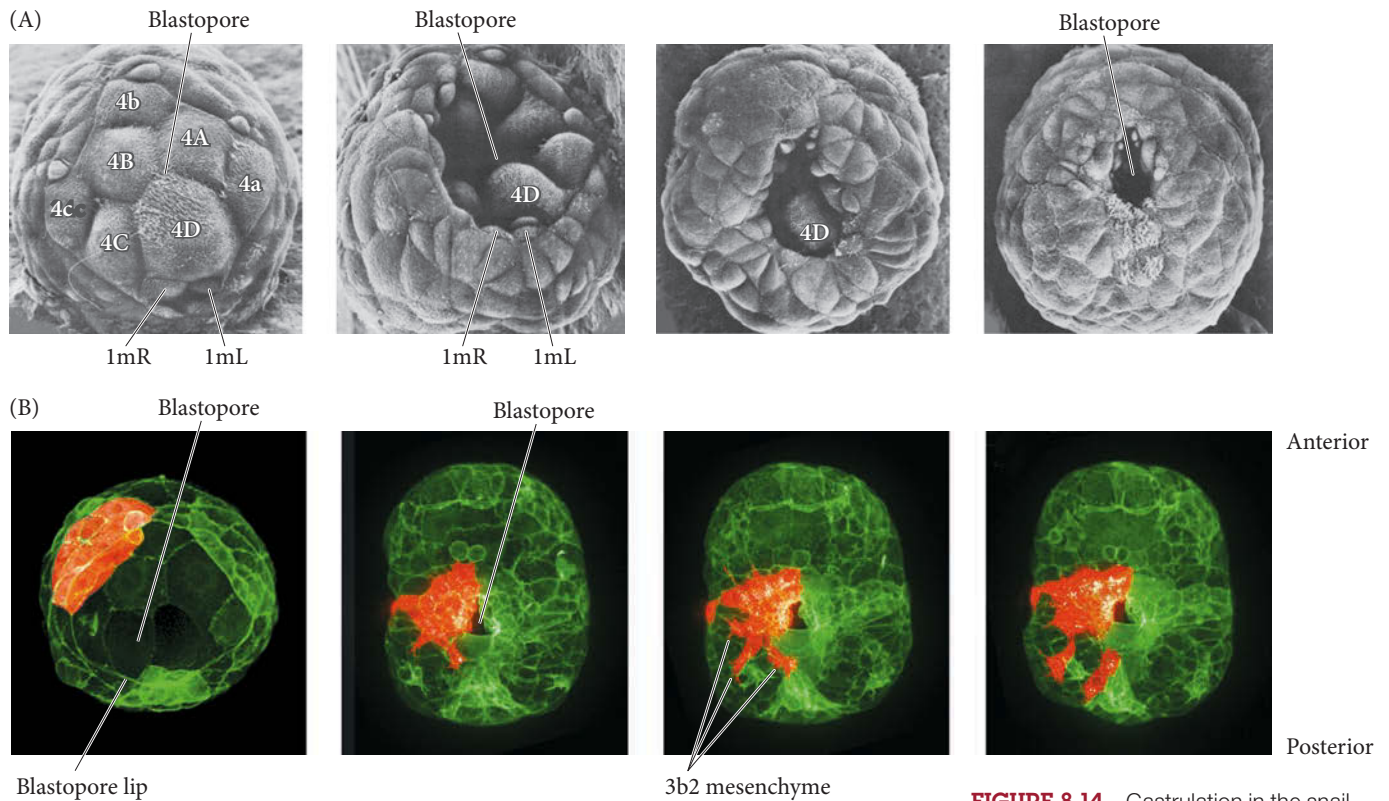 (A)
Blastopore
Blastopore
Blastopore
4b
4A
4B
4a
4c
4C
4D
4D
4D
1mR
1mL
1mR
1mL
(B)
Blastopore
Blastopore
Anterior
Posterior
Blastopore lip
3b2 mesenchyme
FIGURE 8.14 Gastrulation in the snail